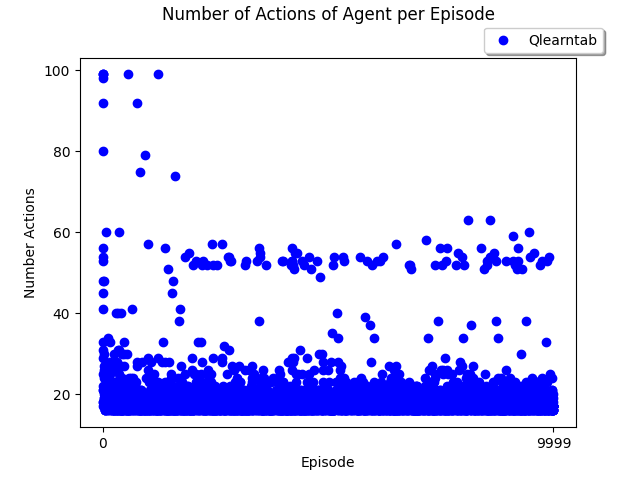 Number of Actions of Agent per Episode
Qlearntab
100
80
60
40
20
Number Actions
0
9999
Episode